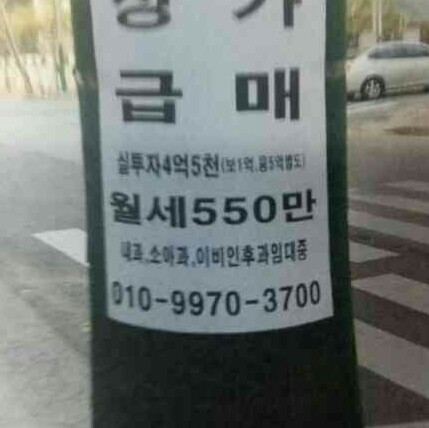 상가
급 매
실투자4억5천(보1억,융5억별도)
월세550만
내과,소아과,이비인후과임대중
010-9970-3700